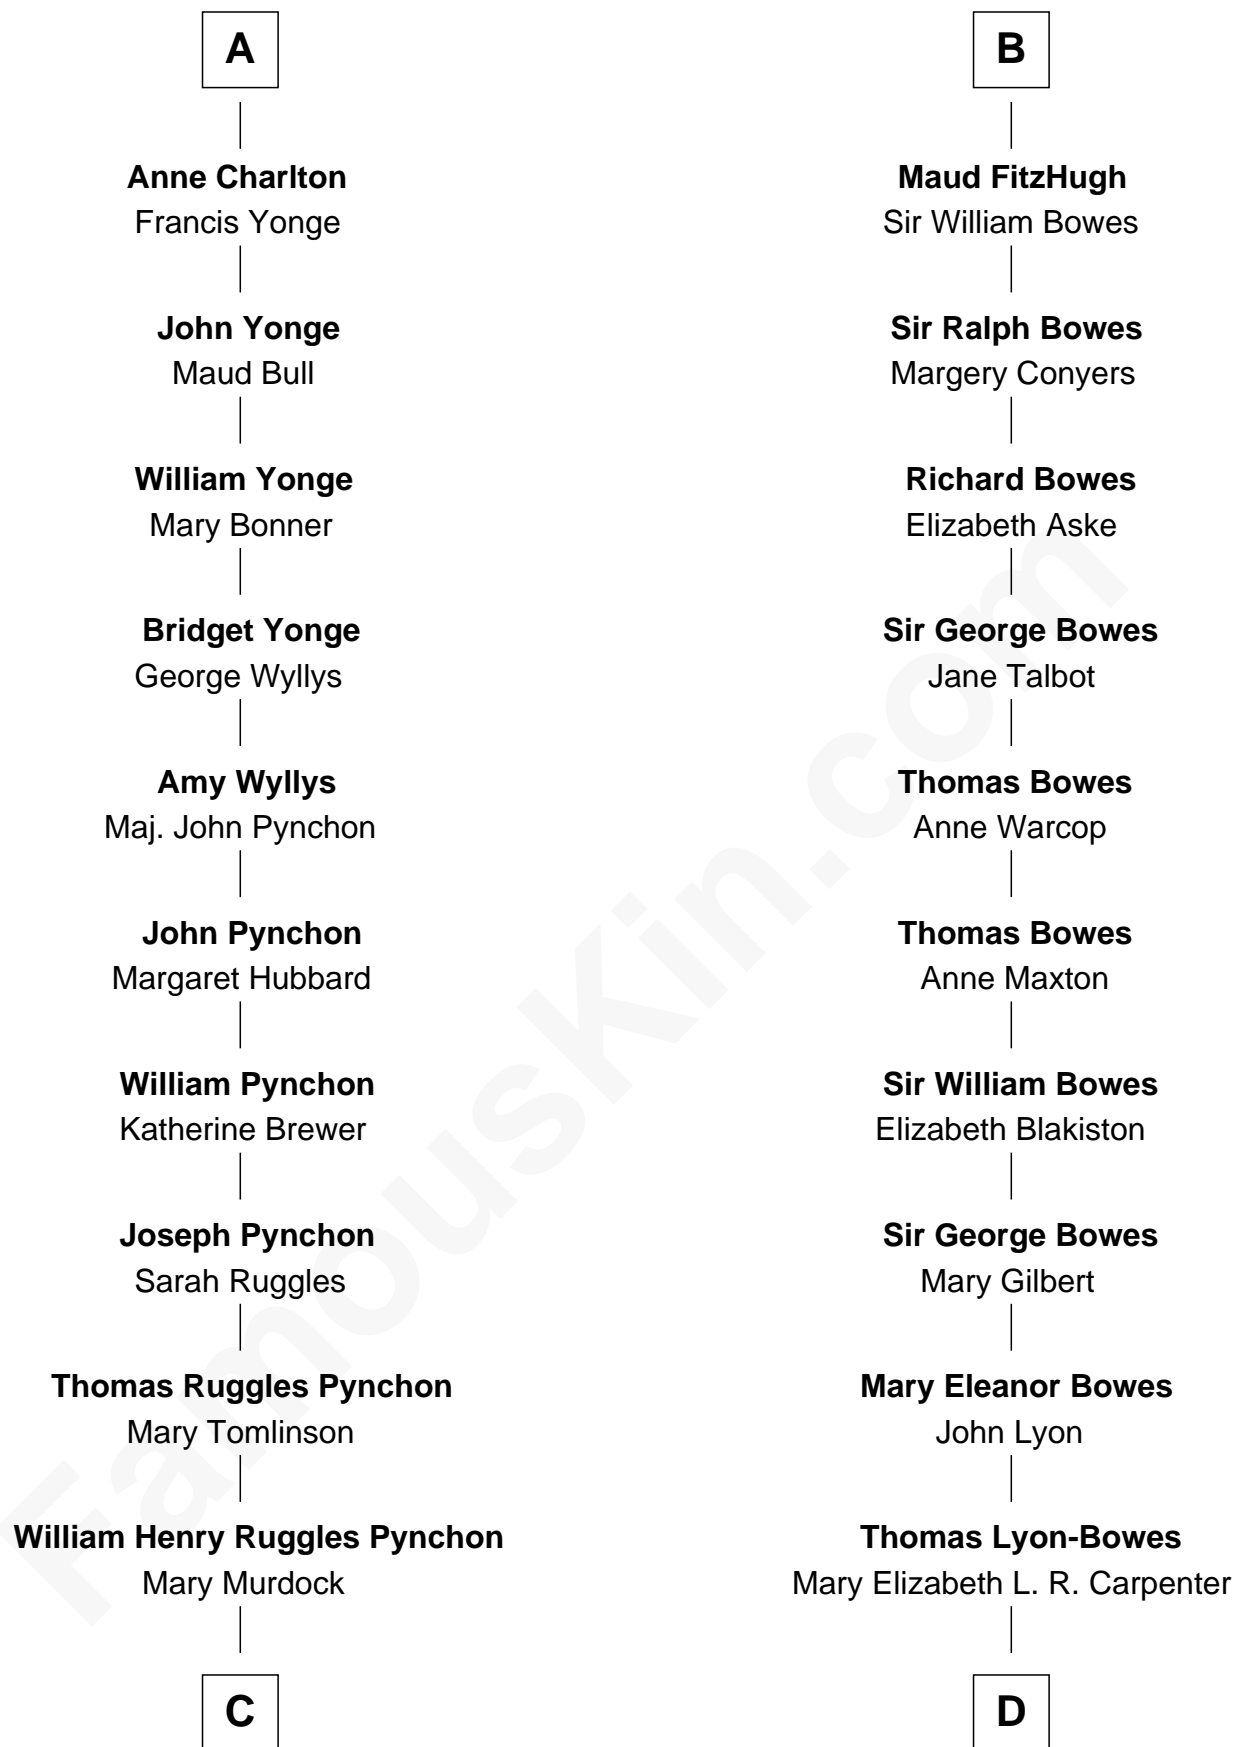 A
Anne Charlton
Francis Yonge
John Yonge
Maud Bull
William Yonge
Mary Bonner
Bridget Yonge
George Wyllys
Amy Wyllys
Maj. John Pynchon
John Pynchon
Margaret Hubbard
William Pynchon
Katherine Brewer
Joseph Pynchon
Sarah Ruggles
Thomas Ruggles Pynchon
Mary Tomlinson
William Henry Ruggles Pynchon
Mary Murdock
C
B
Maud FitzHugh
Sir William Bowes
Sir Ralph Bowes
Margery Conyers
Richard Bowes
Elizabeth Aske
Sir George Bowes
Jane Talbot
Thomas Bowes
Anne Warcop
Thomas Bowes
Anne Maxton
Sir William Bowes
Elizabeth Blakiston
Sir George Bowes
Mary Gilbert
Mary Eleanor Bowes
John Lyon
Thomas Lyon-Bowes
Mary Elizabeth L. R. Carpenter
D
FamousKin.com